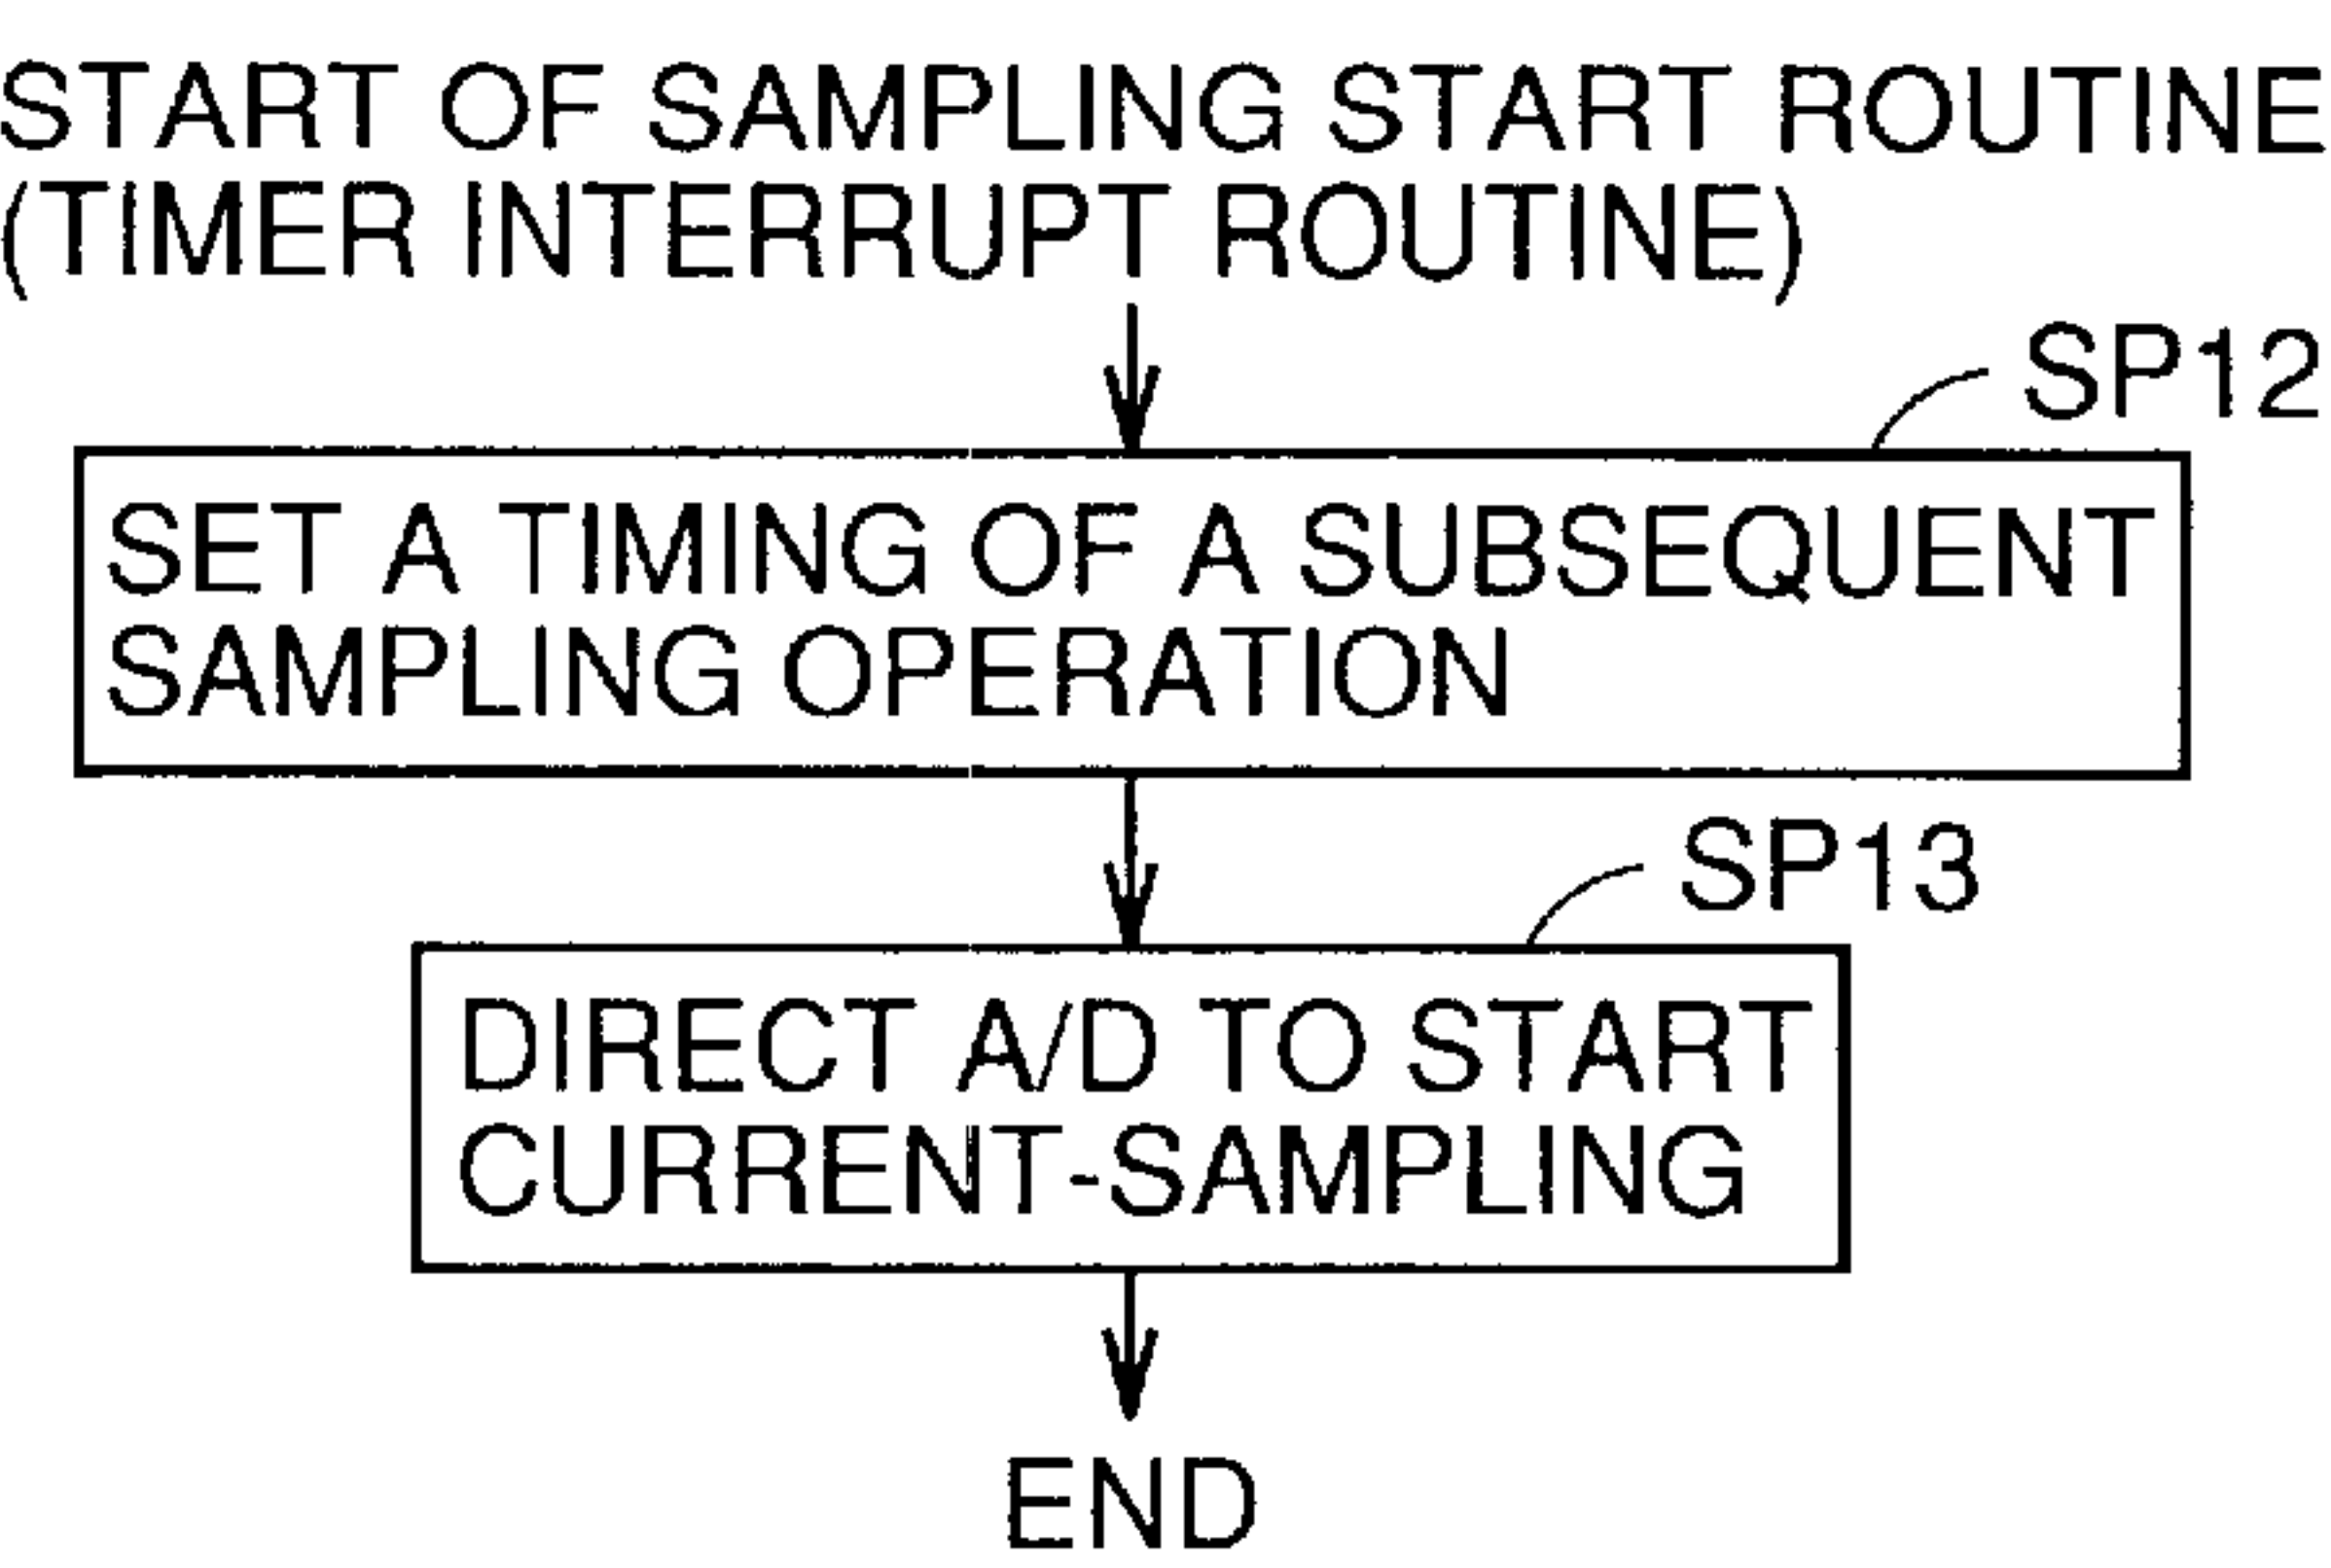 START OF SAMPLING START ROUTINE
(TIMER INTERRUPT ROUTINE)
SP12
SET A TIMING OF A SUBSEQUENT
SAMPLING OPERATION
SP13
DIRECT A/D TO START
CURRENT-SAMPLING
END